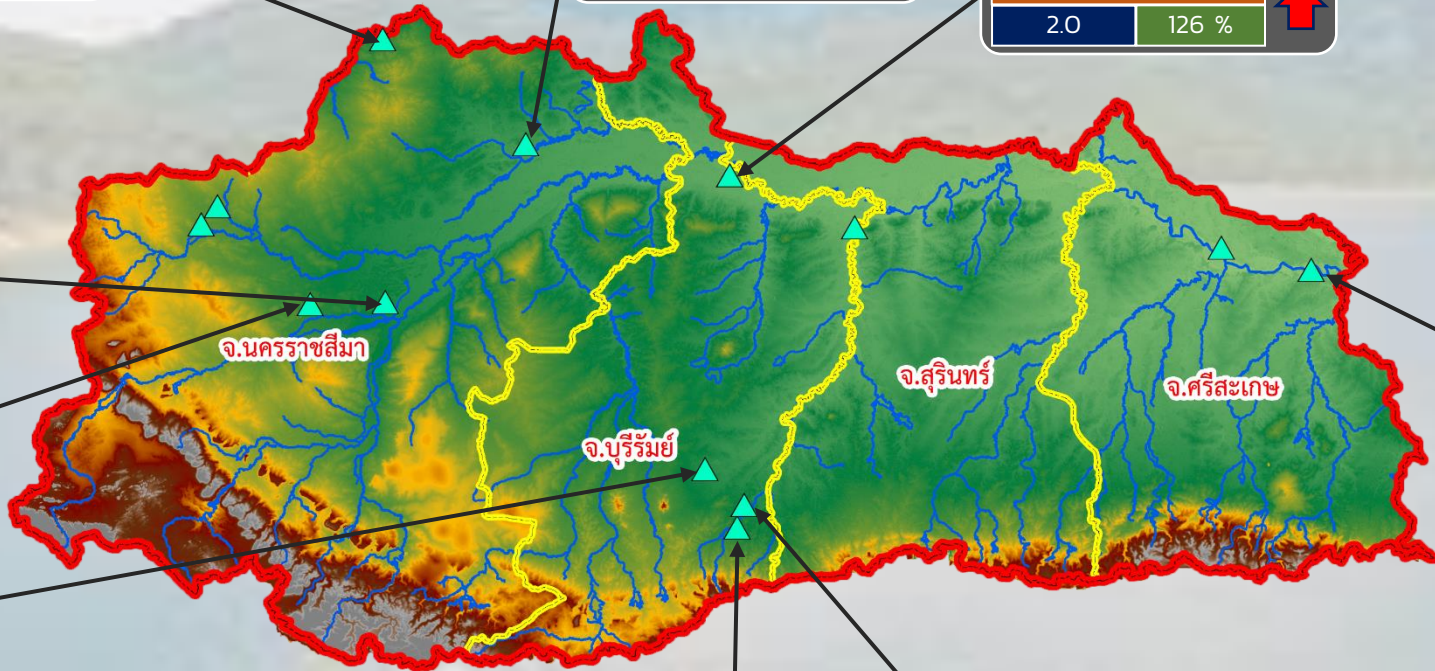 2.0 126 %
จ.นครราชสีมา
จ.สุรินทร์
จ.ศรีสะเกษ
จ.บุรีรัมย์